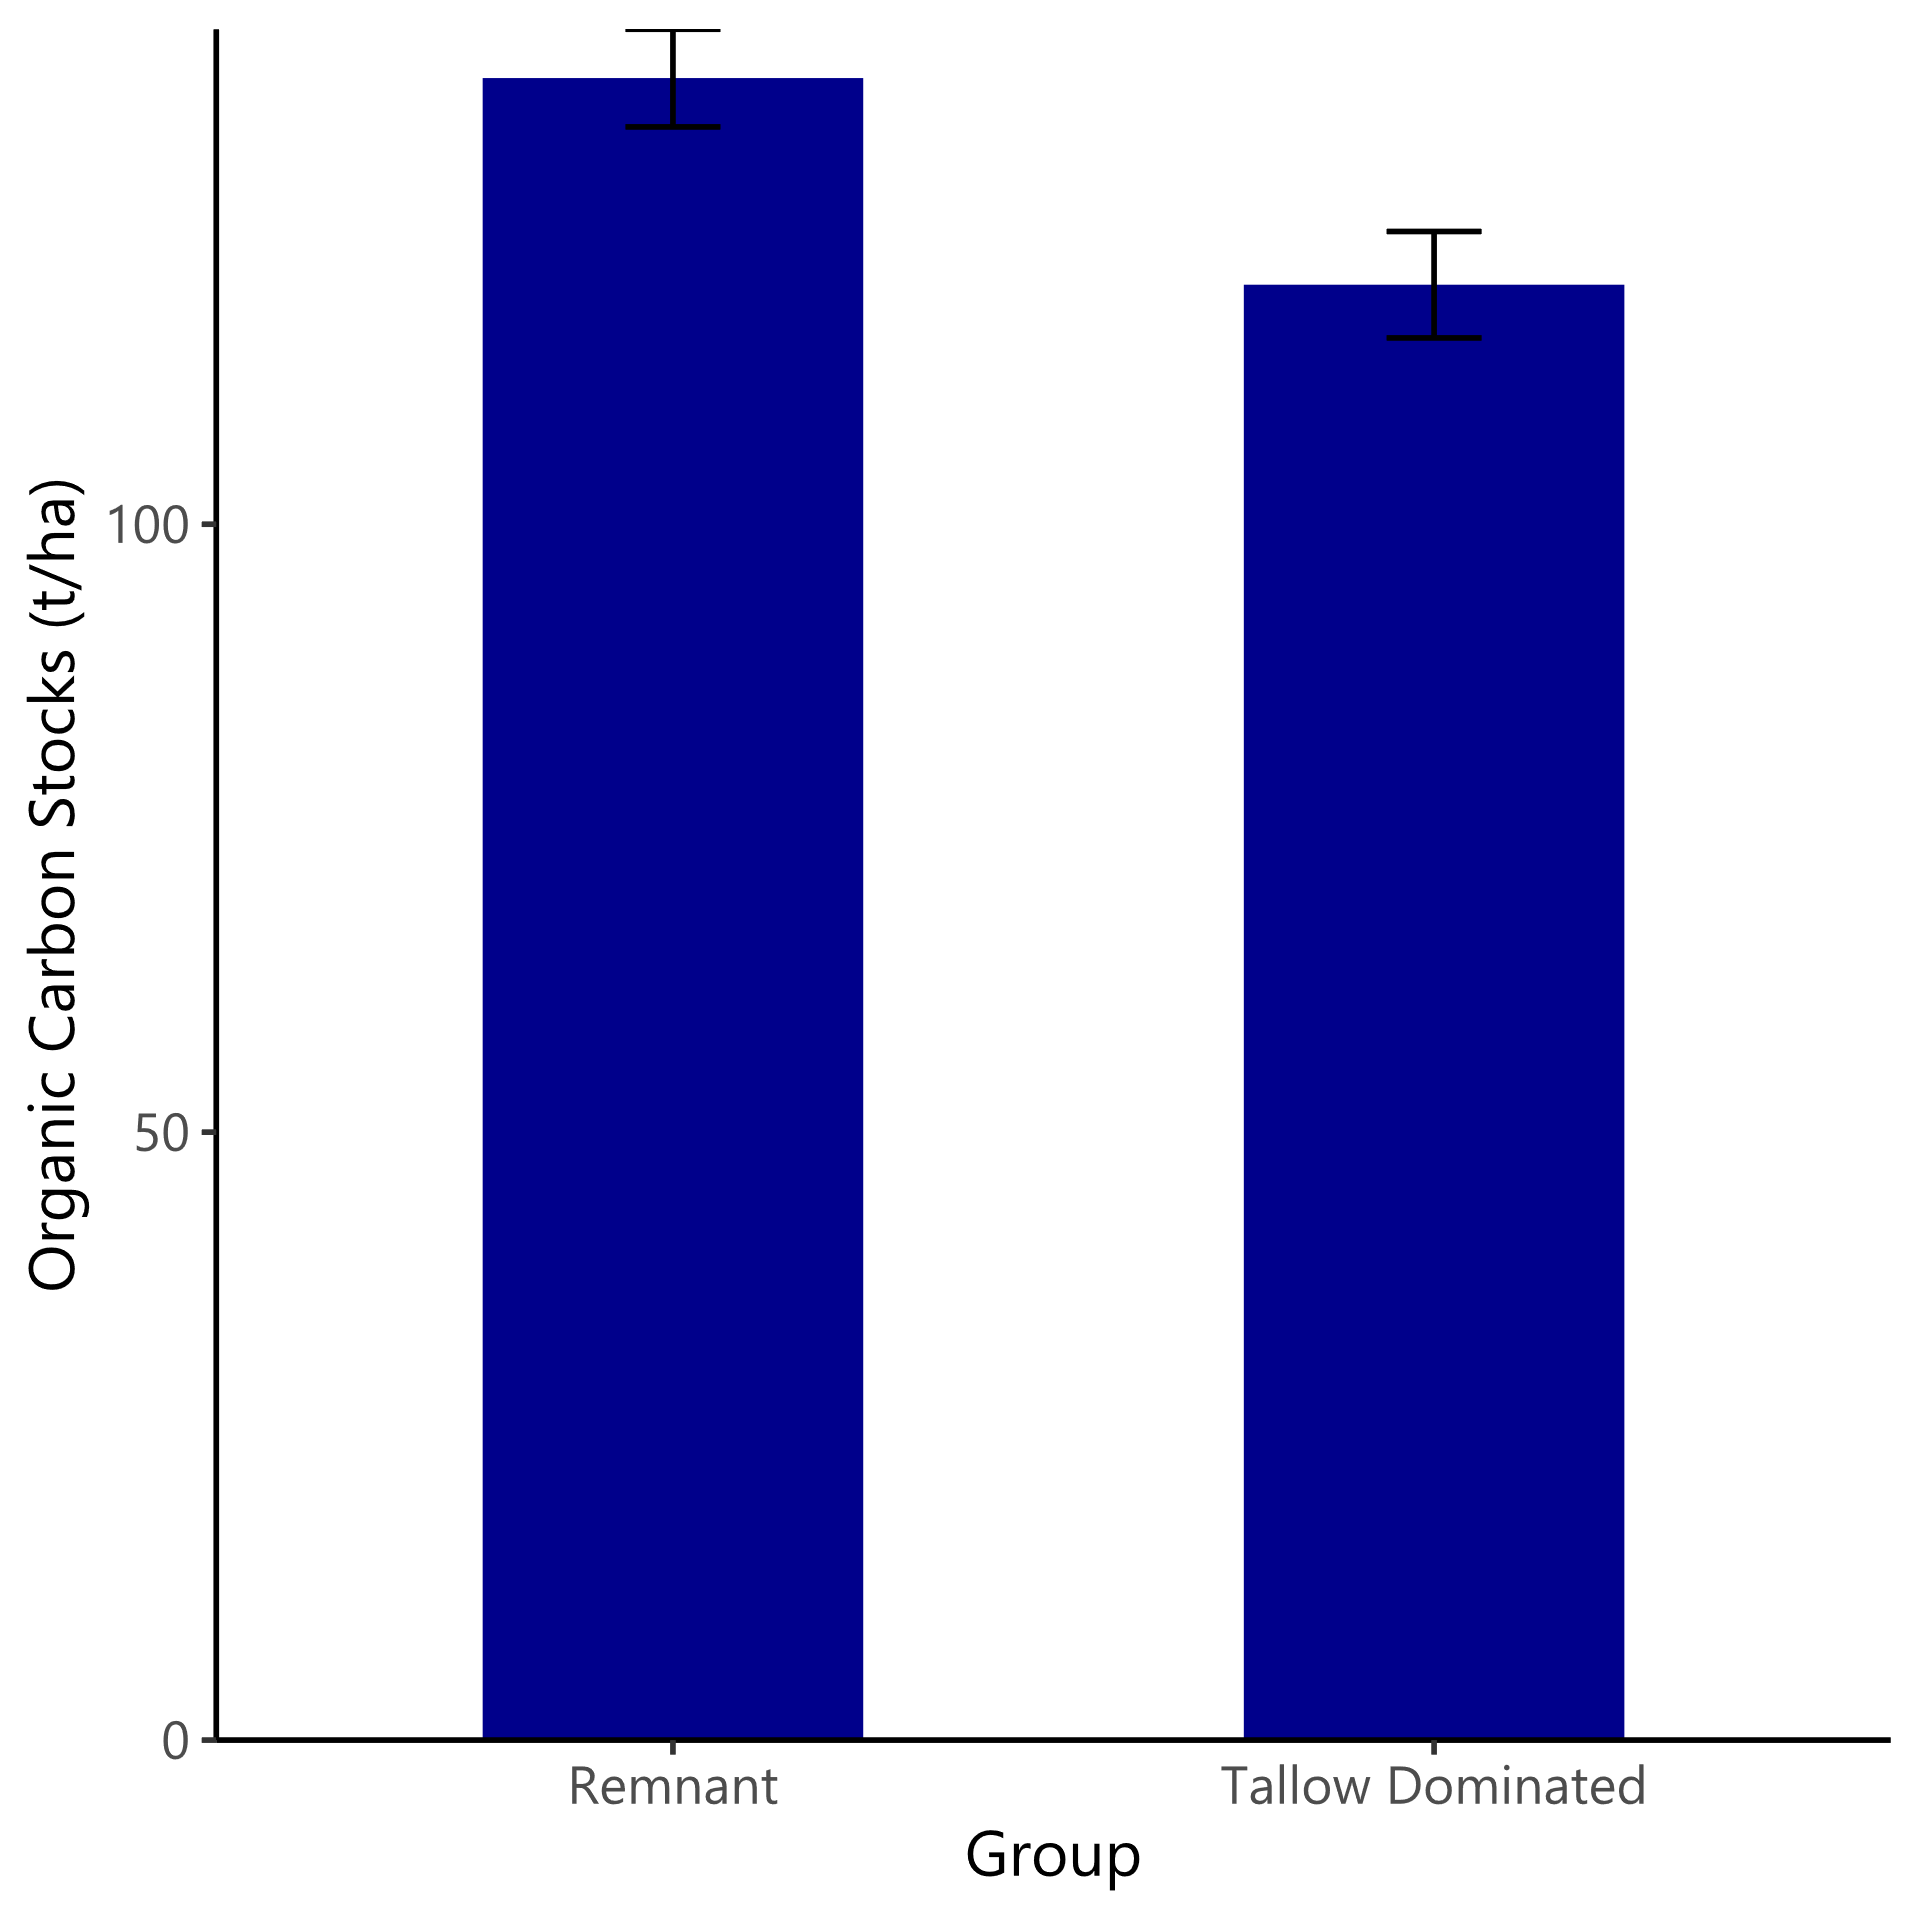 Organic Carbon Stocks (t/ha)
100
50
0
Remnant
Tallow Dominated
Group